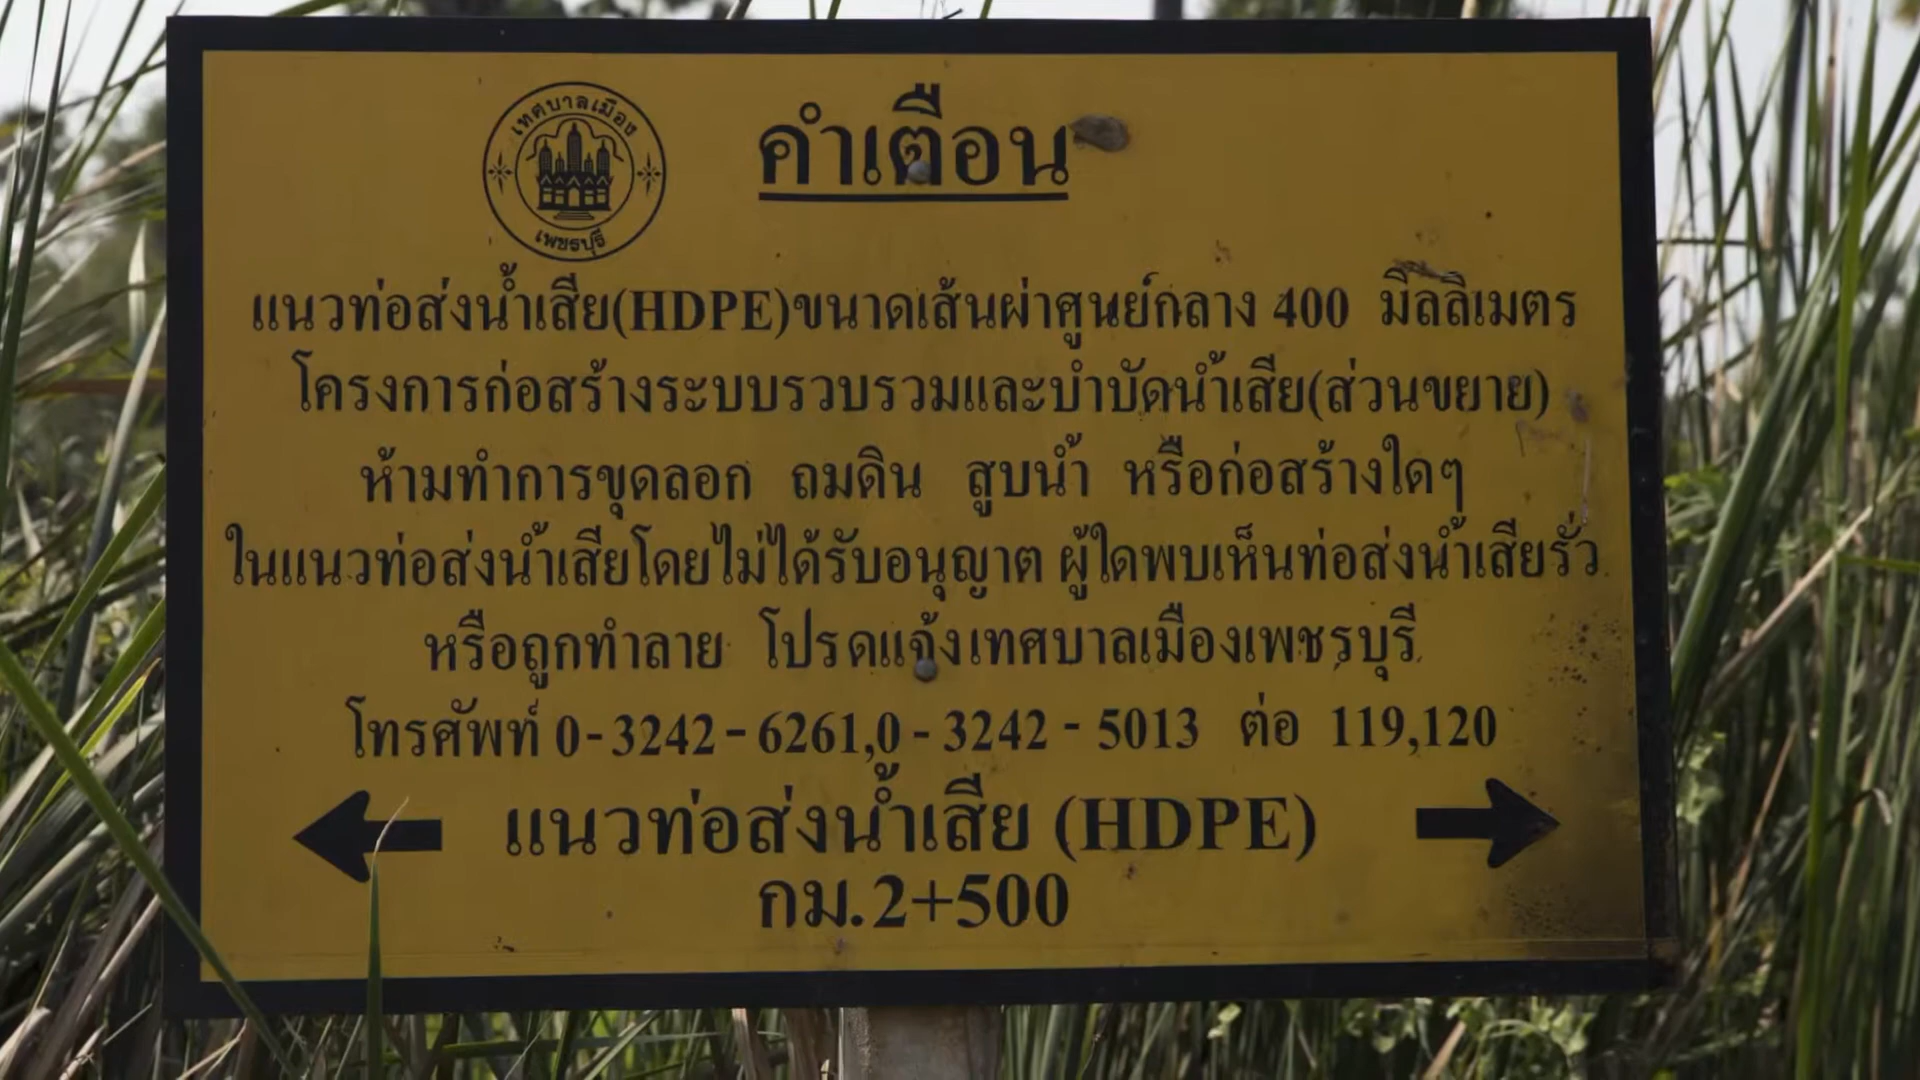 เทศบาลเมือง
เพชรบุรี
คำเตือน
แนวท่อส่งน้ำเสีย(HDPE)ขนาดเส้นผ่าศูนย์กลาง 400 มิลลิเมตร
โครงการก่อสร้างระบบรวบรวมและบำบัดน้ำเสีย(ส่วนขยาย)
ห้ามทำการขุดลอก ถมดิน สูบน้ำ หรือก่อสร้างใดๆ
ในแนวท่อส่งน้ำเสียโดยไม่ได้รับอนุญาต ผู้ใดพบเห็นท่อส่งน้ำเสียรั่ว
หรือถูกทำลาย โปรดแจ้งเทศบาลเมืองเพชรบุรี
โทรศัพท์ 0-3242-6261,0-3242-5013 ต่อ 119,120
แนวท่อส่งน้ำเสีย (HDPE)
กม.2+500